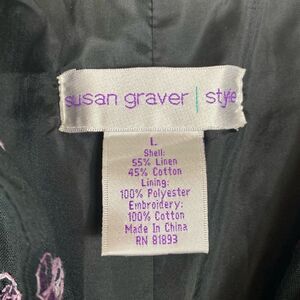 susan graver | style
L
Shell:
55% Linen
45% Cotton
Lining:
100% Polyester
Embroidery:
100% Cotton
Made In China
RN 81893